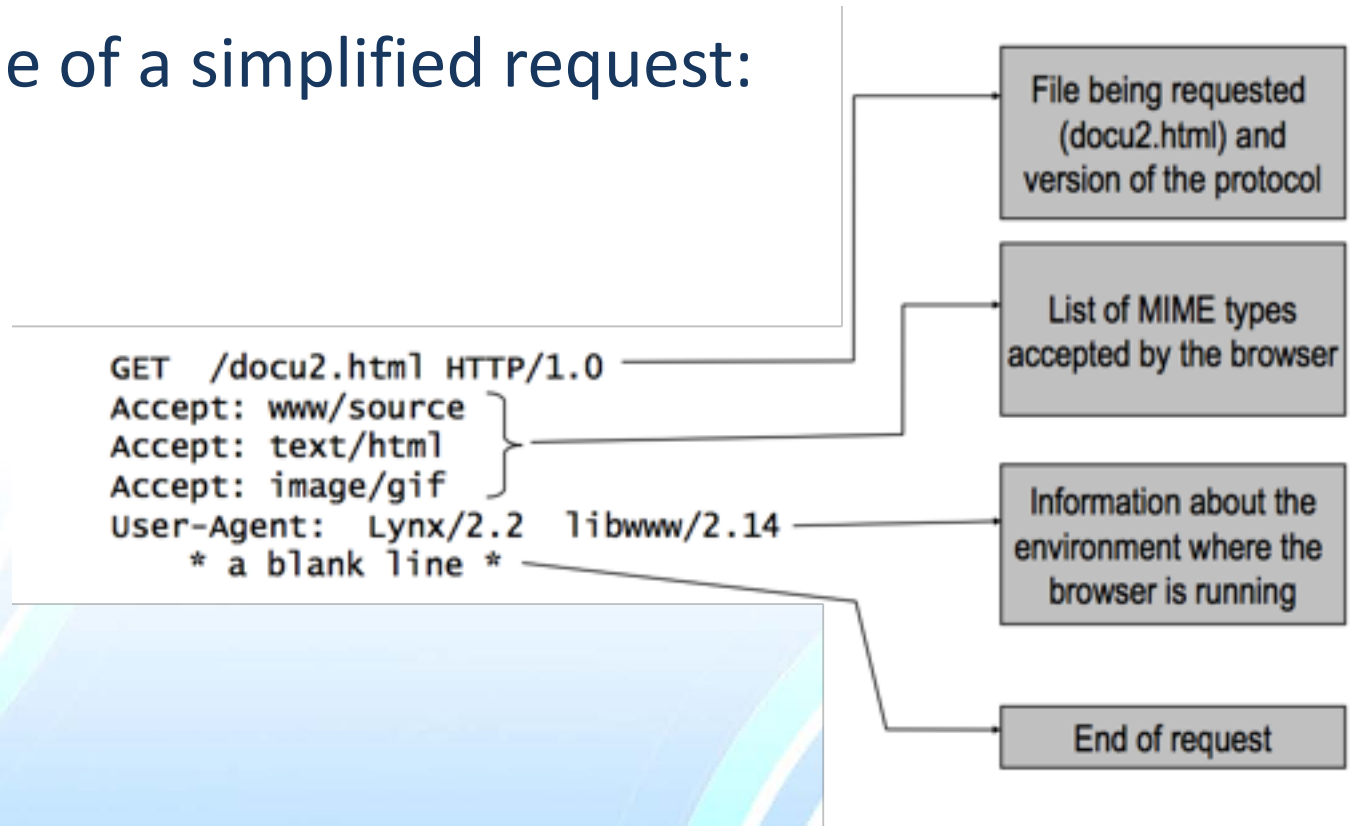 e of a simplified request:
GET /docu2.html HTTP/1.0
Accept: www/source
Accept: text/html
Accept: image/gif
User-Agent: Lynx/2.2 libwww/2.14
* a blank line *
File being requested
(docu2.html) and
version of the protocol
List of MIME types
accepted by the browser
Information about the
environment where the
browser is running
End of request